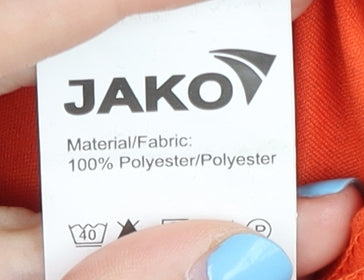 JAKO
Material/Fabric:
100% Polyester/Polyester
40 P